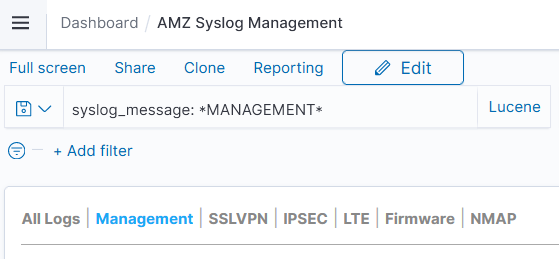 Dashboard / AMZ Syslog Management
Full screen Share Clone Reporting Edit
syslog_message: *MANAGEMENT* Lucene
+ Add filter
All Logs | Management | SSLVPN | IPSEC | LTE | Firmware | NMAP